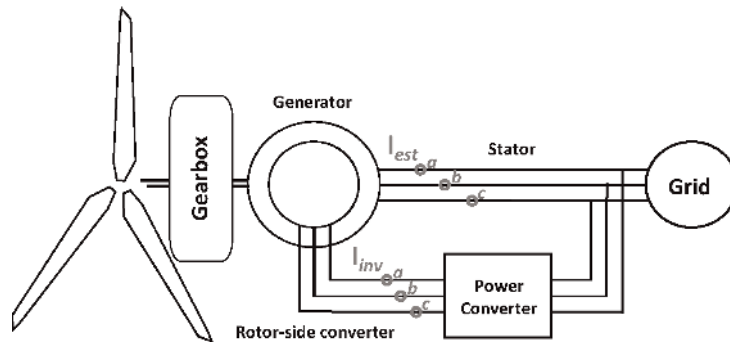 Generator
Gearbox
I_est
a
b
c
Stator
Grid
I_inv
a
b
c
Power
Converter
Rotor-side converter